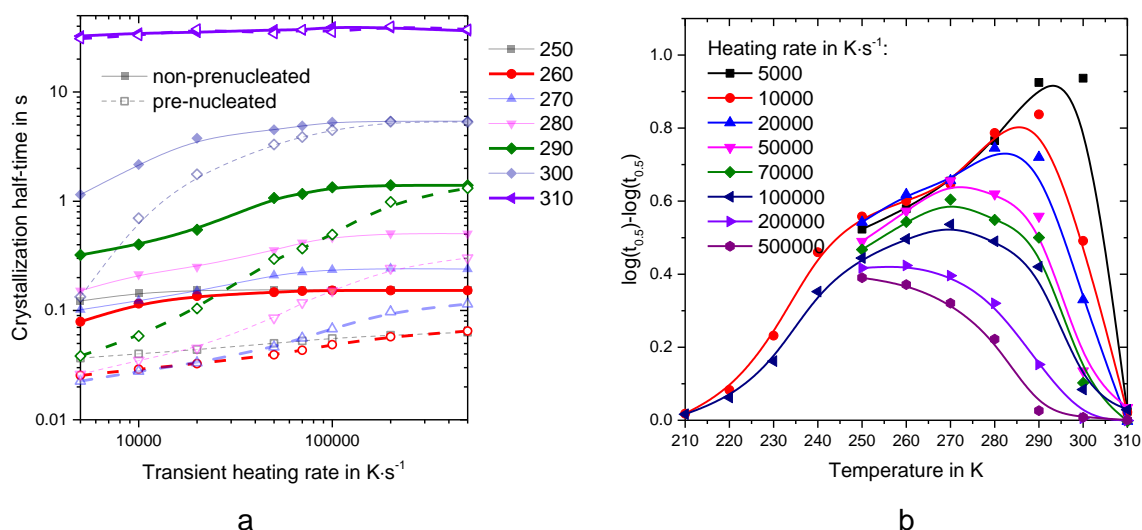 Crystallization half-time in s
10
1
0.1
0.01
10000
100000
Transient heating rate in K·s⁻¹
non-prenucleated
pre-nucleated
250
260
270
280
290
300
310
a
log(t0.5)-log(t0.5)
1.0
0.8
0.6
0.4
0.2
0.0
Heating rate in K·s⁻¹:
5000
10000
20000
50000
70000
100000
200000
500000
210 220 230 240 250 260 270 280 290 300 310
Temperature in K
b